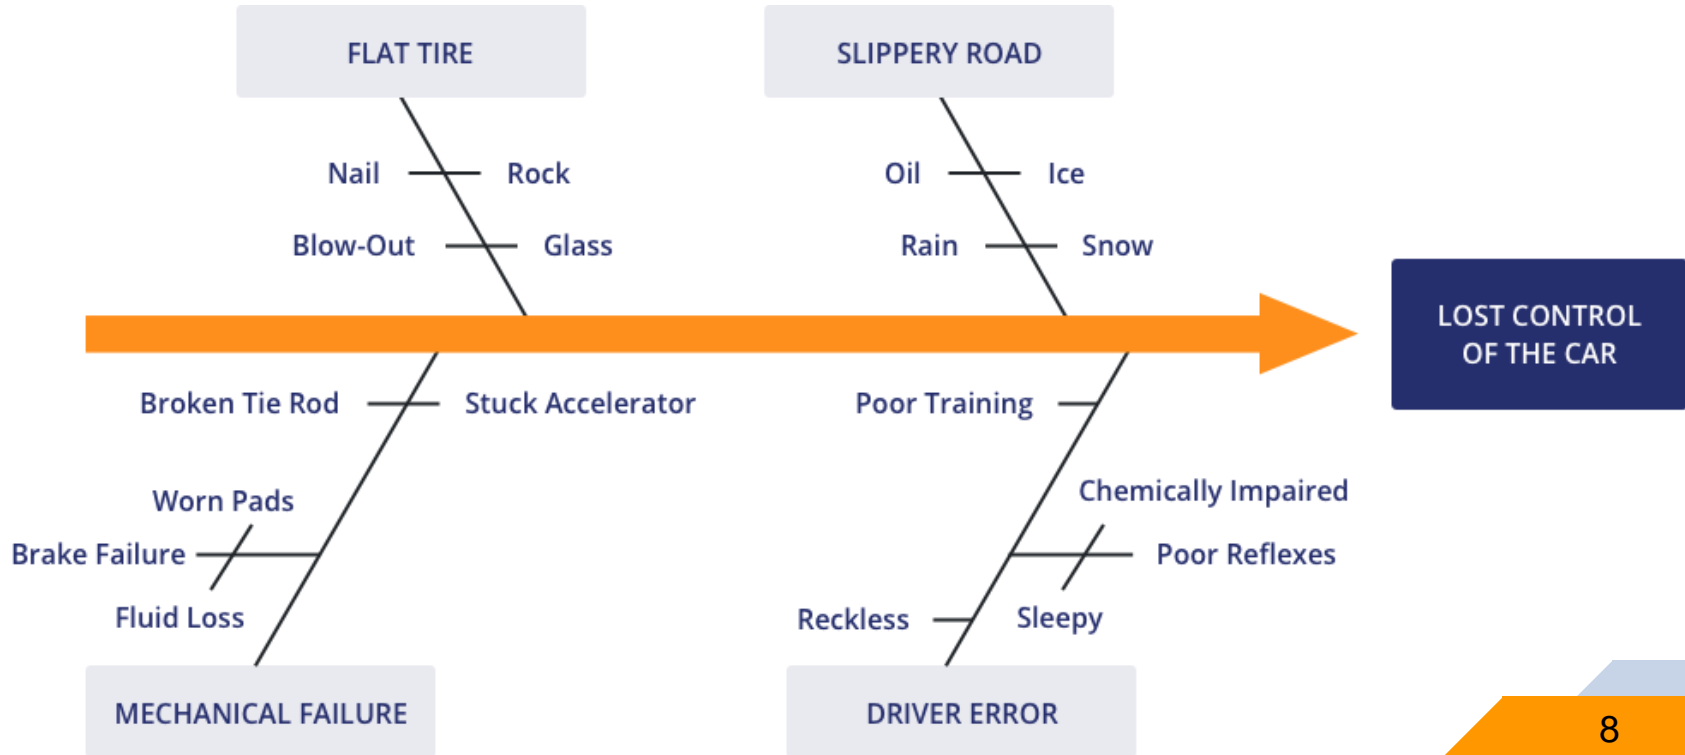 FLAT TIRE
SLIPPERY ROAD
Nail
Rock
Oil
Ice
Blow-Out
Glass
Rain
Snow
LOST CONTROL
OF THE CAR
Broken Tie Rod
Stuck Accelerator
Poor Training
Worn Pads
Chemically Impaired
Brake Failure
Poor Reflexes
Fluid Loss
Reckless
Sleepy
MECHANICAL FAILURE
DRIVER ERROR
8